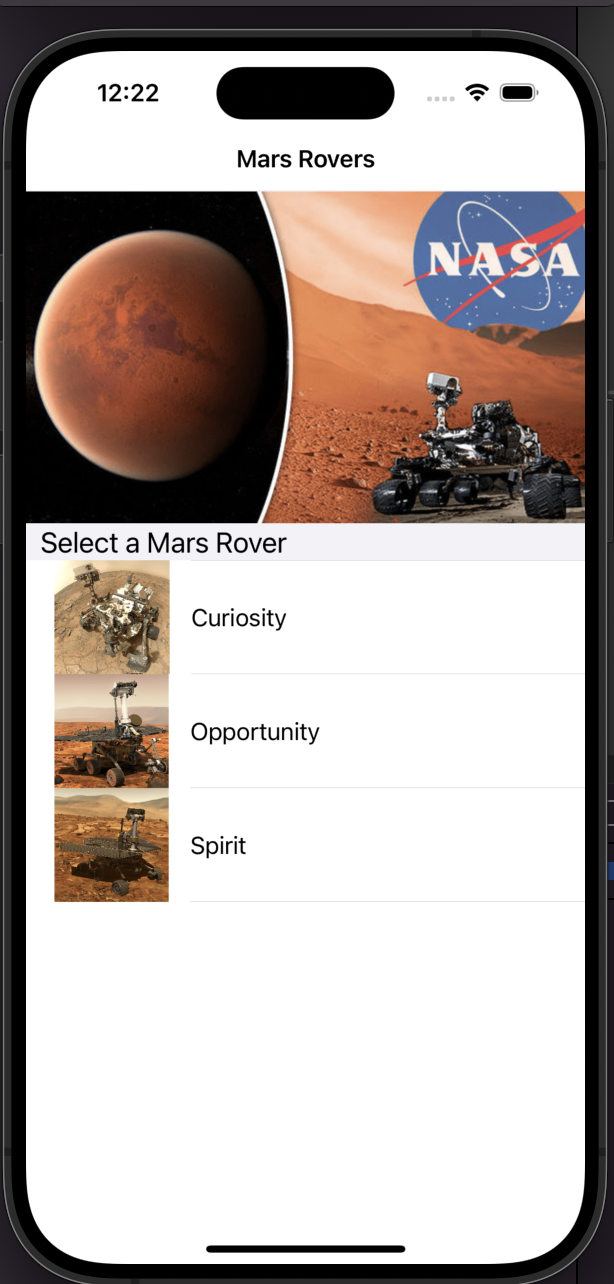 12:22
Mars Rovers
NASA
Select a Mars Rover
Curiosity
Opportunity
Spirit